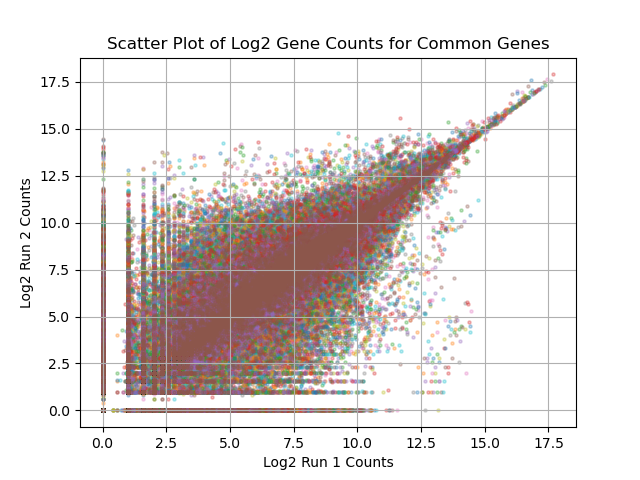 Scatter Plot of Log2 Gene Counts for Common Genes
17.5
15.0
12.5
10.0
7.5
5.0
2.5
0.0
Log2 Run 2 Counts
0.0 2.5 5.0 7.5 10.0 12.5 15.0 17.5
Log2 Run 1 Counts